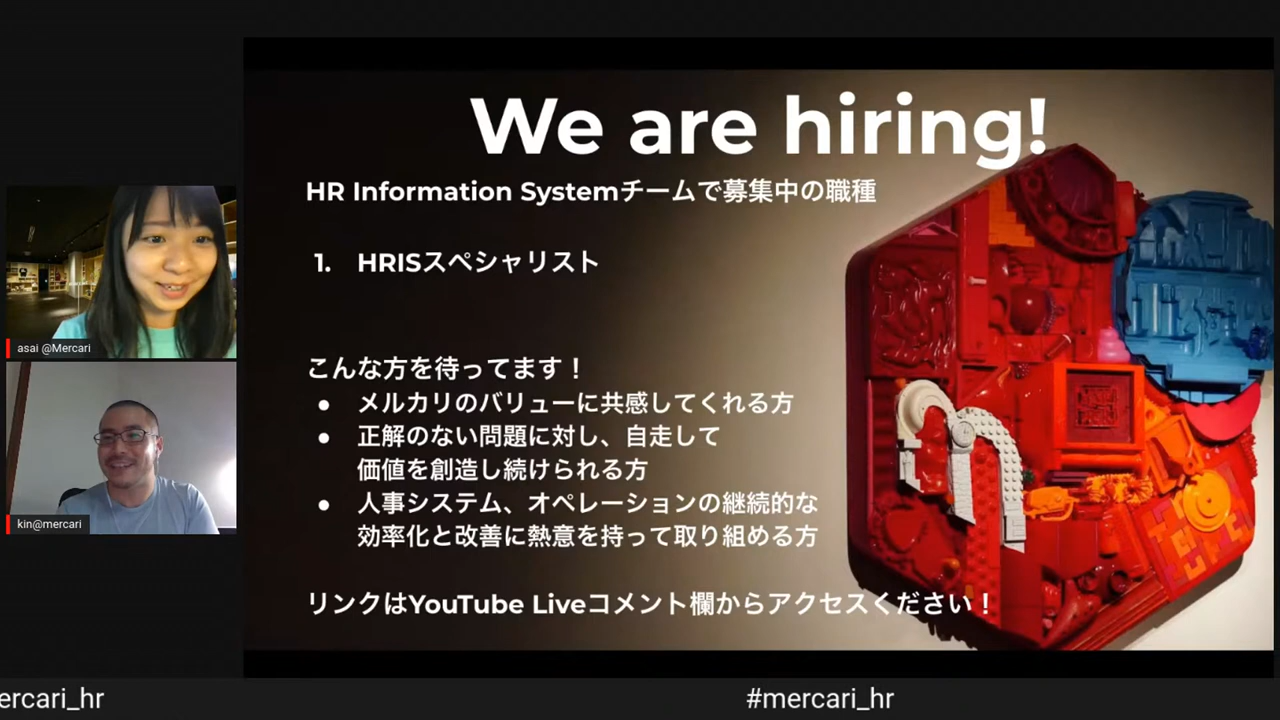 We are hiring!
HR Information Systemチームで募集中の職種
1. HRISスペシャリスト
こんな方を待ってます！
● メルカリのバリューに共感してくれる方
● 正解のない問題に対し、自走して
価値を創造し続けられる方
● 人事システム、オペレーションの継続的な
効率化と改善に熱意を持って取り組める方
リンクはYouTube Liveコメント欄からアクセスください！
asai @Mercari
kin@mercari
ercari_hr
#mercari_hr